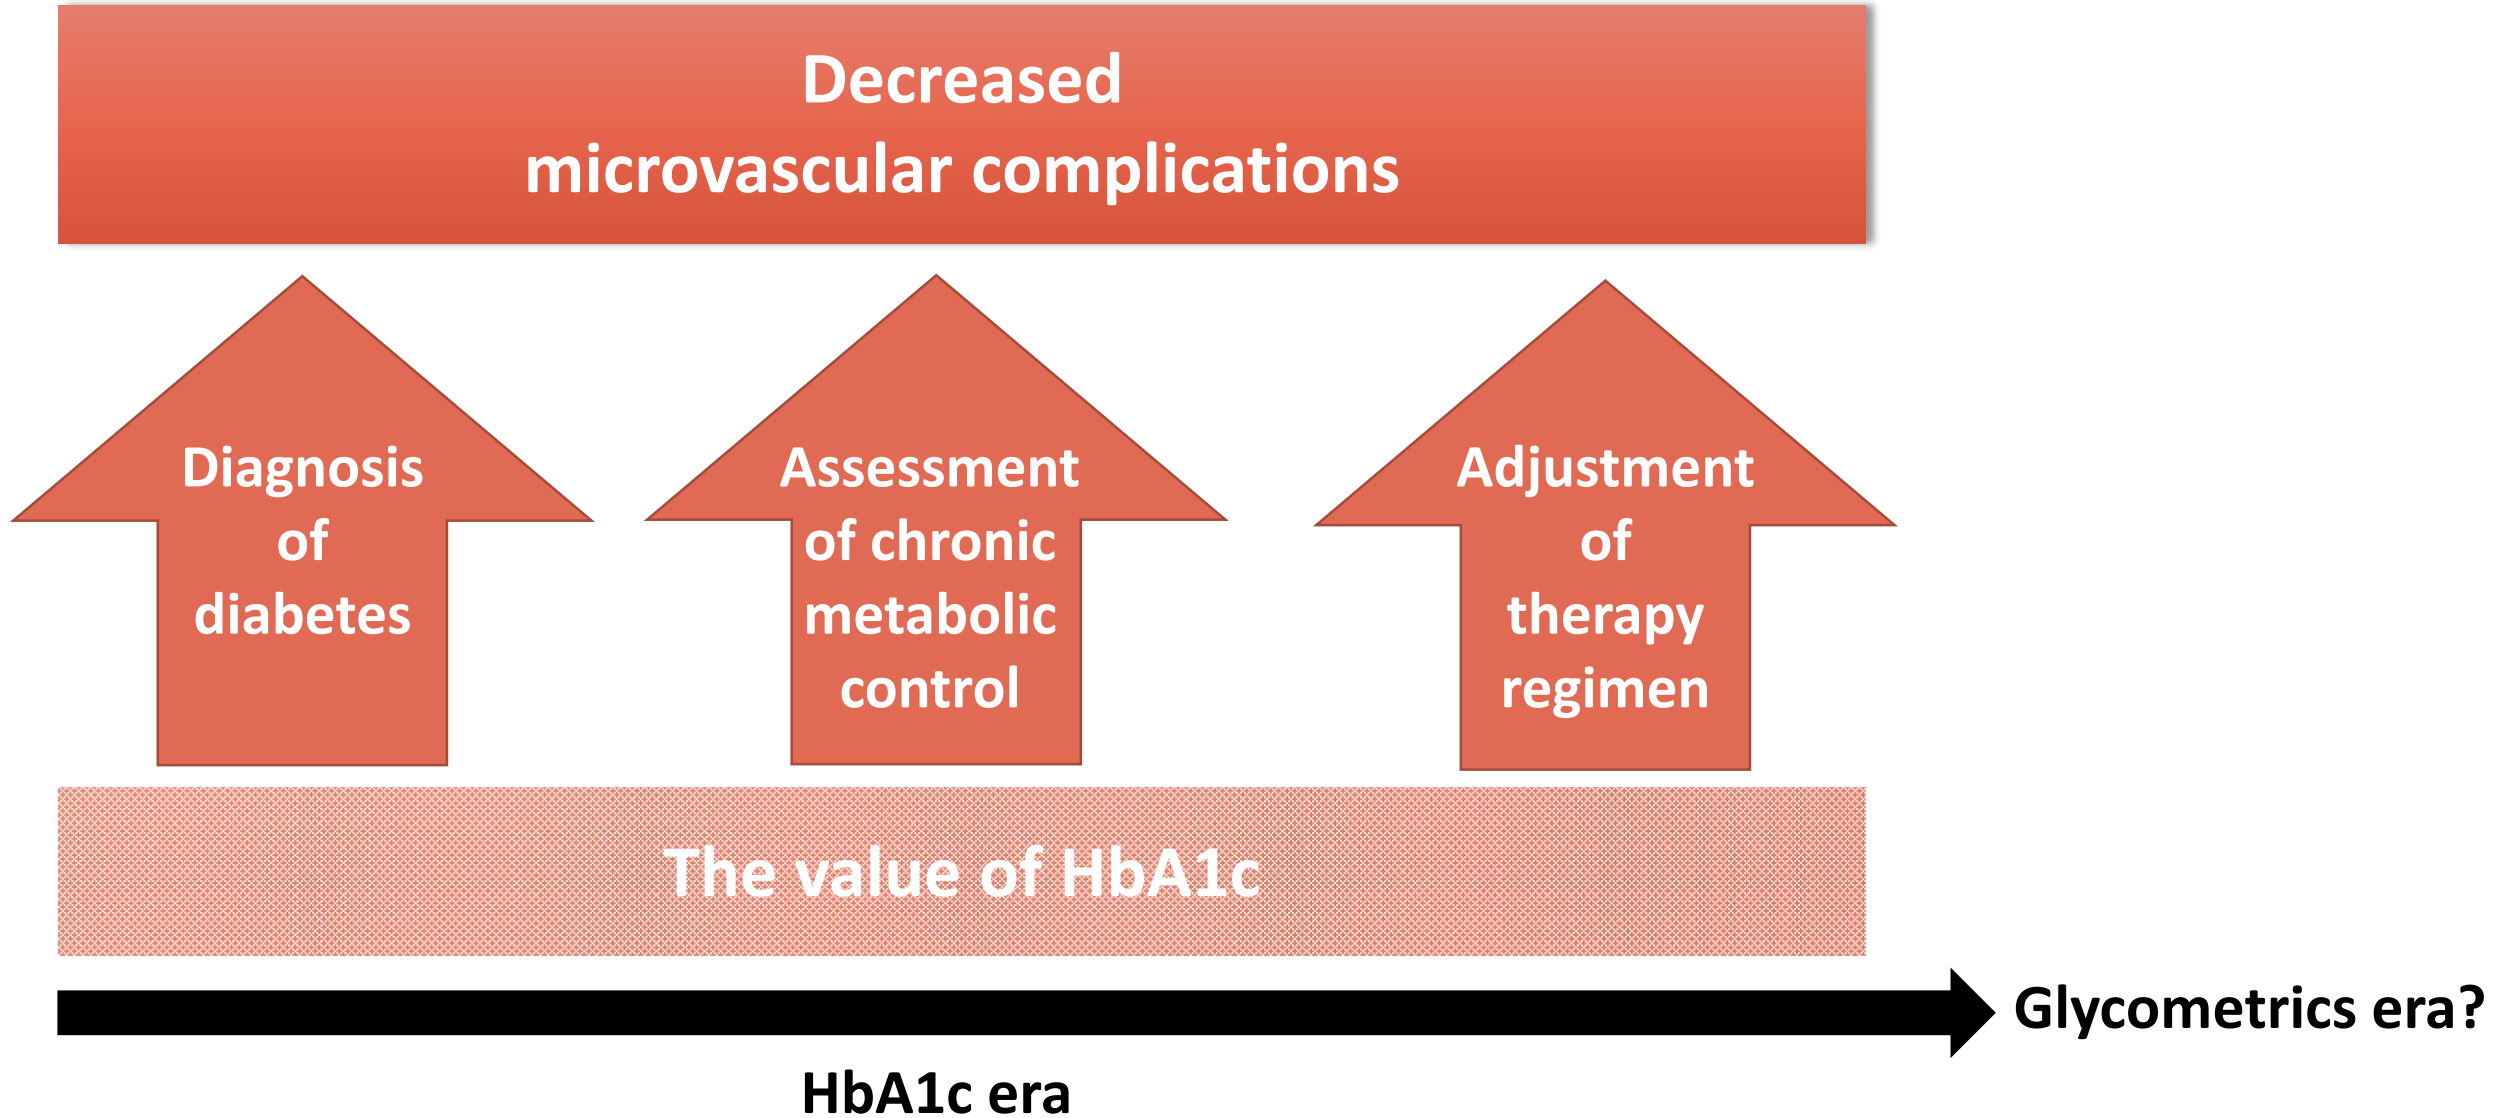 Decreased
microvascular complications
Diagnosis
of
diabetes
Assessment
of chronic
metabolic
control
Adjustment
of
therapy
regimen
The value of HbA1c
Glycometrics era?
HbA1c era